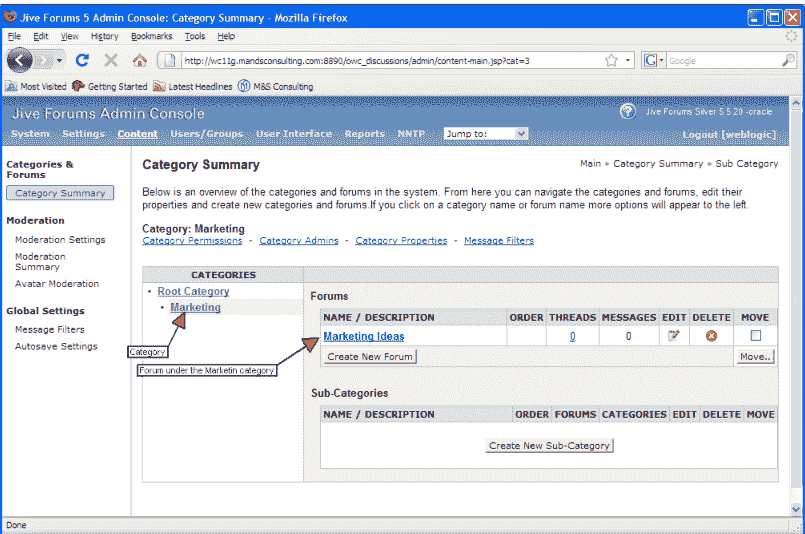 Jive Forums 5 Admin Console: Category Summary - Mozilla Firefox
File Edit View History Bookmarks Tools Help
http://wc11g.mandsconsulting.com:8890/owc_discussions/admin/content-main.jsp?cat=3
Google
Most Visited Getting Started Latest Headlines M&S Consulting
Jive Forums Admin Console
Jive Forums Silver 5.5.20-oracle
System Settings Content Users/Groups User Interface Reports NNTP Jump to: Logout [weblogic]
Categories &
Forums
Category Summary
Moderation
Moderation Settings
Moderation
Summary
Avatar Moderation
Global Settings
Message Filters
Autosave Settings
Category Summary
Main » Category Summary » Sub Category
Below is an overview of the categories and forums in the system. From here you can navigate the categories and forums, edit their
properties and create new categories and forums.If you click on a category name or forum name more options will appear to the left.
Category: Marketing
Category Permissions - Category Admins - Category Properties - Message Filters
CATEGORIES
• Root Category
• Marketing
Category
Forum under the Marketin category
Forums
NAME / DESCRIPTION ORDER THREADS MESSAGES EDIT DELETE MOVE
Marketing Ideas 0 0
Create New Forum Move..
Sub-Categories
NAME / DESCRIPTION ORDER FORUMS CATEGORIES EDIT DELETE MOVE
Create New Sub-Category
Done